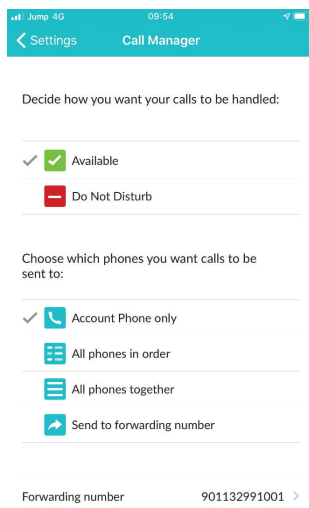 Jump 4G 09:54
Settings Call Manager
Decide how you want your calls to be handled:
Available
Do Not Disturb
Choose which phones you want calls to be
sent to:
Account Phone only
All phones in order
All phones together
Send to forwarding number
Forwarding number 901132991001